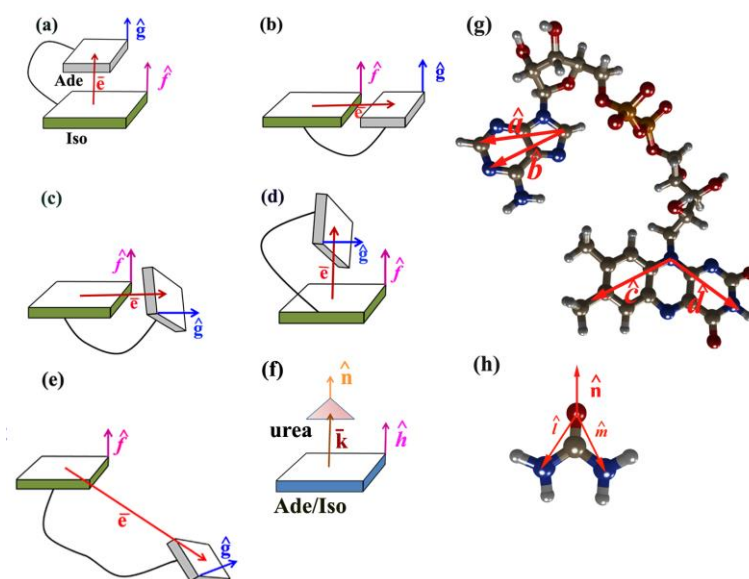 (a)
ĝ
Ade
ē
f̂
Iso
(b)
f̂
ĝ
ē
(c)
f̂
ē
ĝ
(d)
ĝ
ē
f̂
(e)
f̂
ē
ĝ
(f)
n̂
urea
k̄
ĥ
Ade/Iso
(g)
â
b
ĉ
d̂
(h)
n̂
l̂
m̂